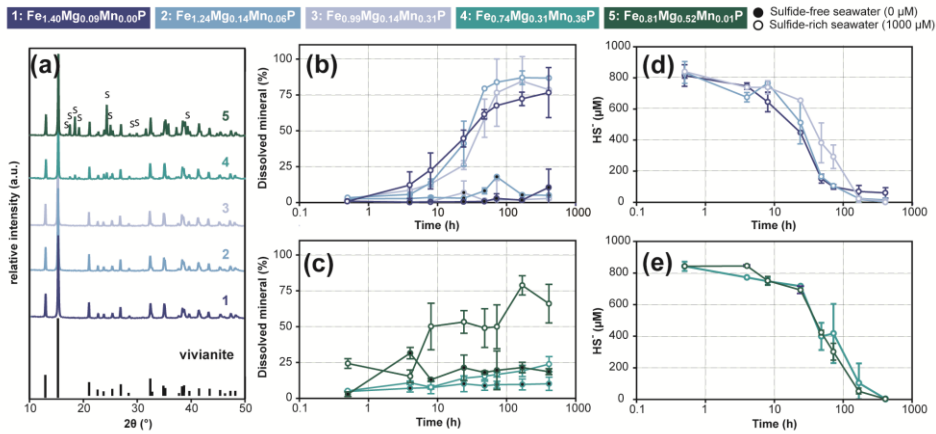 1: Fe1.40Mg0.09Mn0.00P
2: Fe1.24Mg0.14Mn0.06P
3: Fe0.99Mg0.14Mn0.31P
4: Fe0.74Mg0.31Mn0.36P
5: Fe0.81Mg0.52Mn0.01P
Sulfide-free seawater (0 µM)
Sulfide-rich seawater (1000 µM)
(a)
relative intensity (a.u.)
s s s s s s s s s
5
4
3
2
1
vivianite
10 20 30 40 50
2θ (°)
(b)
Dissolved mineral (%)
100
75
50
25
0
0.1 1 10 100 1000
Time (h)
(d)
HS⁻ (µM)
1000
800
600
400
200
0
0.1 1 10 100 1000
Time (h)
(c)
Dissolved mineral (%)
100
75
50
25
0
0.1 1 10 100 1000
Time (h)
(e)
HS⁻ (µM)
1000
800
600
400
200
0
0.1 1 10 100 1000
Time (h)